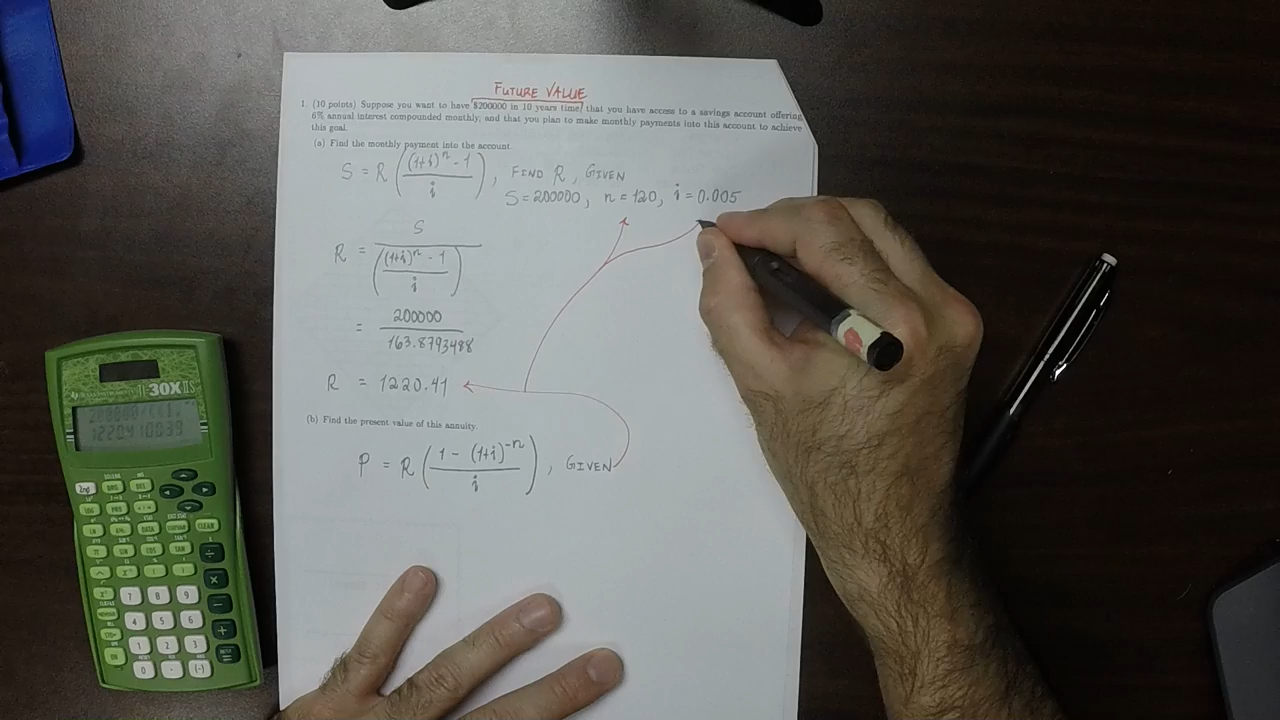 FUTURE VALUE
1. (10 points) Suppose you want to have $200000 in 10 years time, that you have access to a savings account offering
6% annual interest compounded monthly, and that you plan to make monthly payments into this account to achieve
this goal.
(a) Find the monthly payment into the account.
S = R ( (1+i)^n - 1 / i ), FIND R, GIVEN
S = 200000, n = 120, i = 0.005
R = S / ( (1+i)^n - 1 / i )
= 200000 / 163.8793488
R = 1220.41
(b) Find the present value of this annuity.
P = R ( 1 - (1+i)^-n / i ), GIVEN
30X IIS
1220.410039